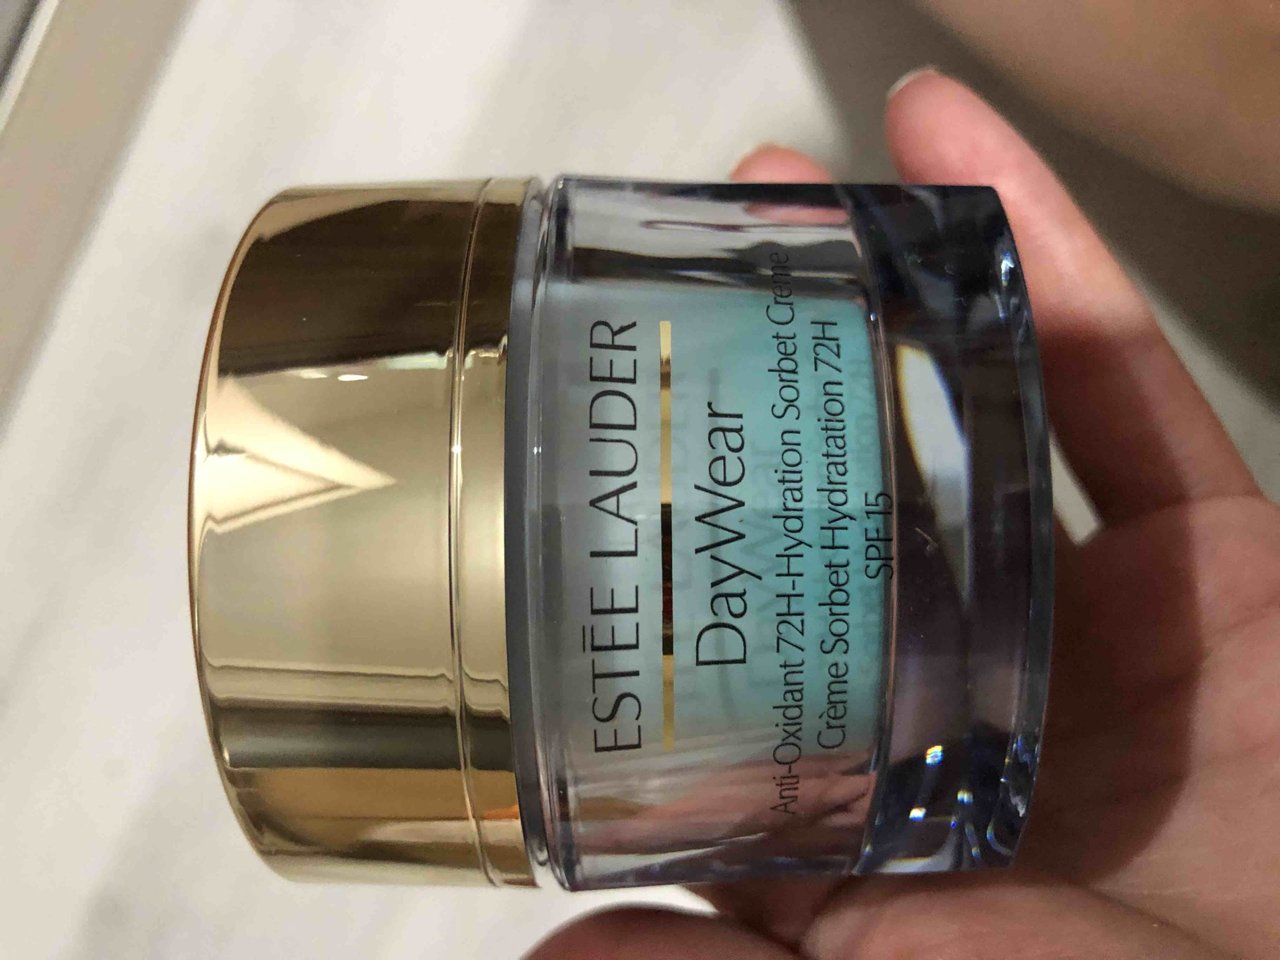 ESTĒE LAUDER
DayWear
Anti-Oxidant 72H-Hydration Sorbet Creme
Crème Sorbet Hydratation 72H
SPF 15